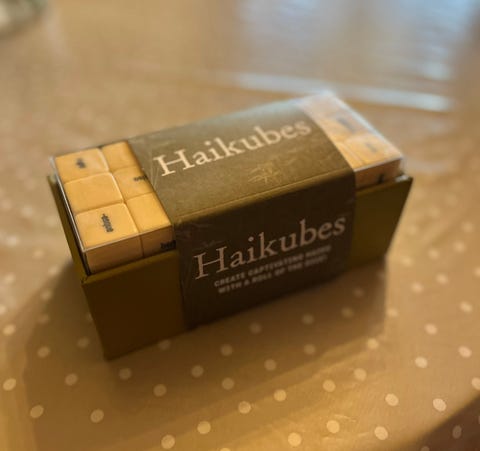 Haikubes
Haikubes
CREATE CAPTIVATING HAIKU
WITH A ROLL OF THE DICE!